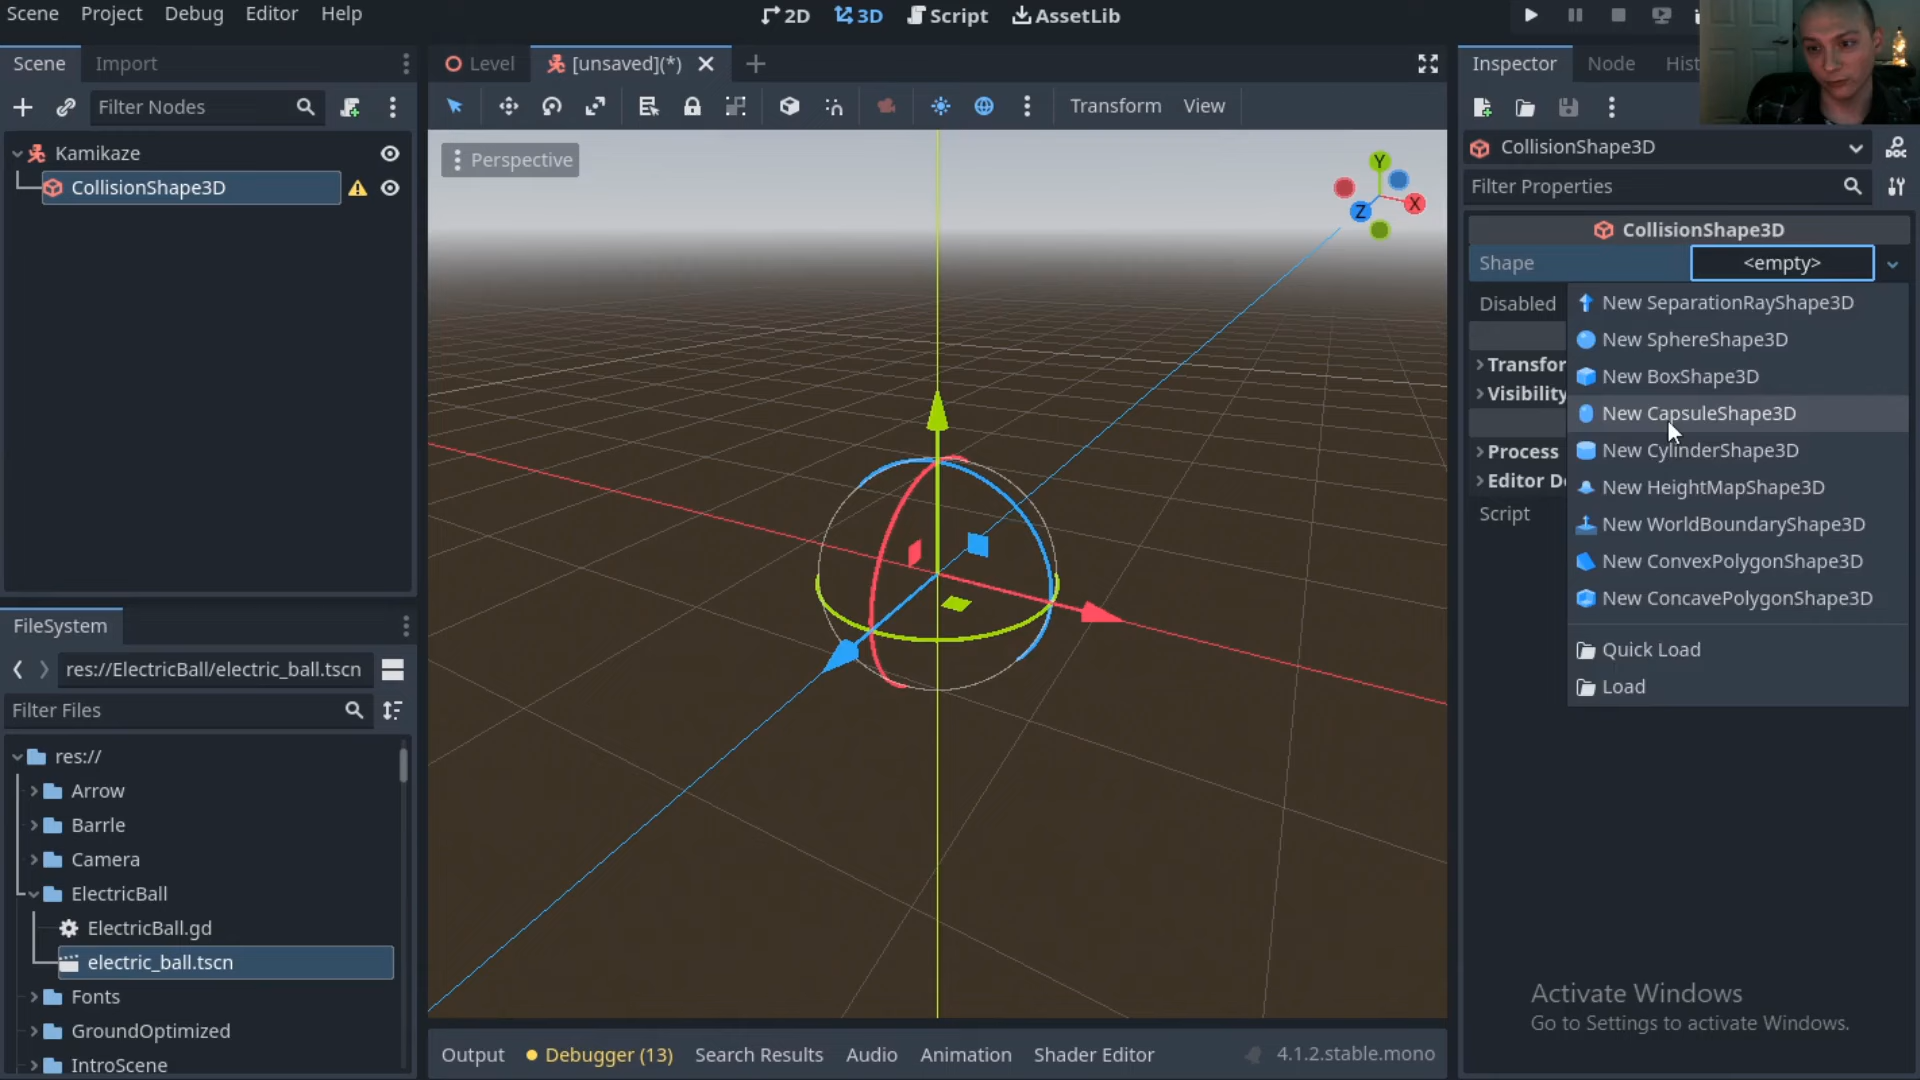 Scene Project Debug Editor Help
2D 3D Script AssetLib
Scene Import
Filter Nodes
Kamikaze
CollisionShape3D
FileSystem
res://ElectricBall/electric_ball.tscn
Filter Files
res://
Arrow
Barrle
Camera
ElectricBall
ElectricBall.gd
electric_ball.tscn
Fonts
GroundOptimized
IntroScene
Level [unsaved](*)
Transform View
Perspective
Y
X
Z
Output Debugger (13) Search Results Audio Animation Shader Editor 4.1.2.stable.mono
Inspector Node Hist
CollisionShape3D
Filter Properties
CollisionShape3D
Shape <empty>
Disabled
Transfor
Visibility
Process
Editor De
Script
New SeparationRayShape3D
New SphereShape3D
New BoxShape3D
New CapsuleShape3D
New CylinderShape3D
New HeightMapShape3D
New WorldBoundaryShape3D
New ConvexPolygonShape3D
New ConcavePolygonShape3D
Quick Load
Load
Activate Windows
Go to Settings to activate Windows.